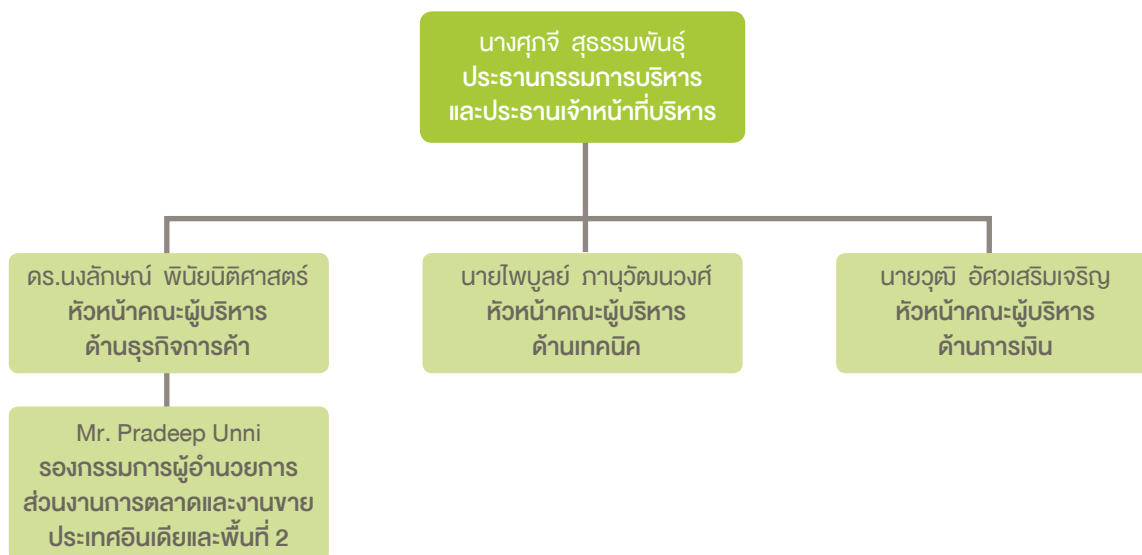 นางศุภจี สุธรรมพันธุ์
ประธานกรรมการบริหาร
และประธานเจ้าหน้าที่บริหาร
ดร.นงลักษณ์ พินัยนิติศาสตร์
หัวหน้าคณะผู้บริหาร
ด้านธุรกิจการค้า
นายไพบูลย์ ภานุวัฒนวงศ์
หัวหน้าคณะผู้บริหาร
ด้านเทคนิค
นายวุฒิ อัศวเสริมเจริญ
หัวหน้าคณะผู้บริหาร
ด้านการเงิน
Mr. Pradeep Unni
รองกรรมการผู้อำนวยการ
ส่วนงานการตลาดและงานขาย
ประเทศอินเดียและพื้นที่ 2